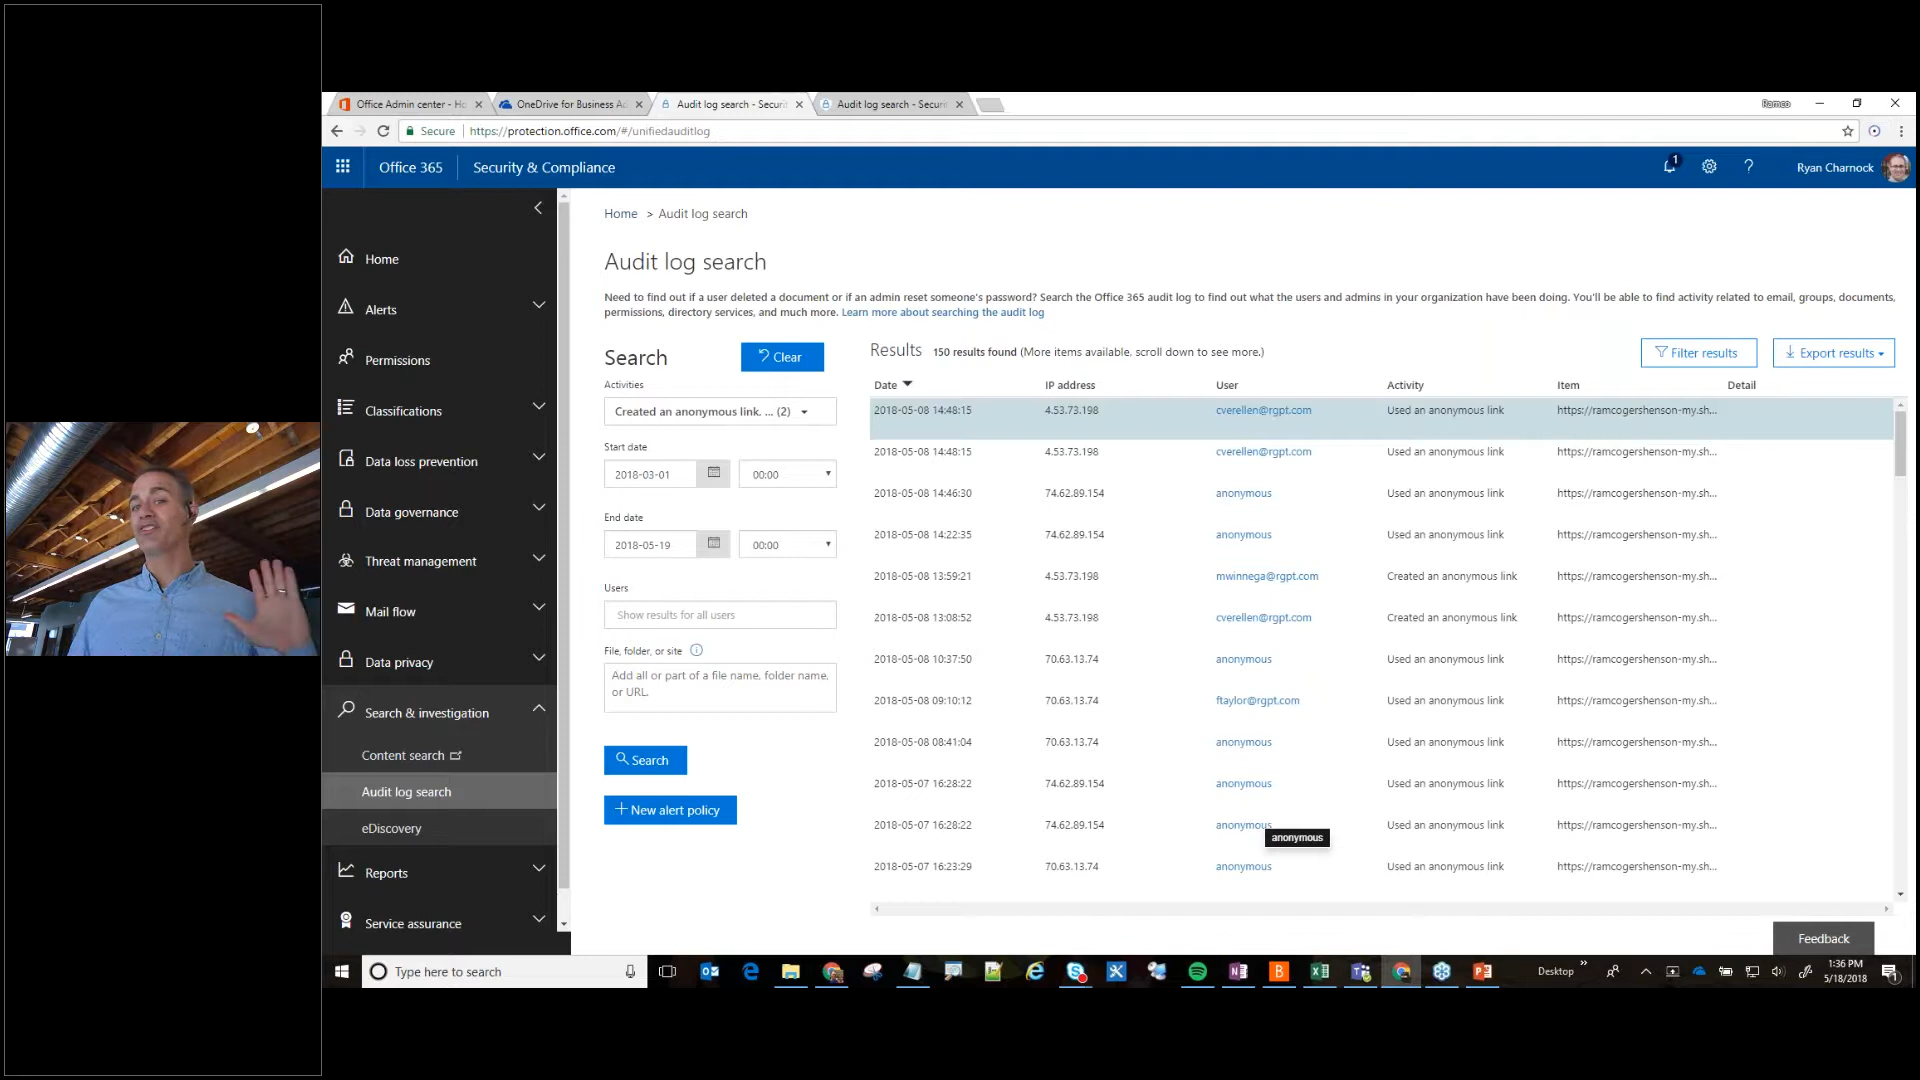 Office Admin center - Ho
OneDrive for Business Ad
Audit log search - Securit
Audit log search - Securit
Ramco
Secure
https://protection.office.com/#/unifiedauditlog
Office 365
Security & Compliance
1
?
Ryan Charnock
Home
Alerts
Permissions
Classifications
Data loss prevention
Data governance
Threat management
Mail flow
Data privacy
Search & investigation
Content search
Audit log search
eDiscovery
Reports
Service assurance
Home > Audit log search
Audit log search
Need to find out if a user deleted a document or if an admin reset someone's password? Search the Office 365 audit log to find out what the users and admins in your organization have been doing. You'll be able to find activity related to email, groups, documents,
permissions, directory services, and much more. Learn more about searching the audit log
Search
Clear
Activities
Created an anonymous link. ... (2)
Start date
2018-03-01 00:00
End date
2018-05-19 00:00
Users
Show results for all users
File, folder, or site
Add all or part of a file name, folder name,
or URL.
Search
+ New alert policy
Results 150 results found (More items available, scroll down to see more.)
Filter results
Export results
Date IP address User Activity Item Detail
2018-05-08 14:48:15 4.53.73.198 cverellen@rgpt.com Used an anonymous link https://ramcogershenson-my.sh...
2018-05-08 14:48:15 4.53.73.198 cverellen@rgpt.com Used an anonymous link https://ramcogershenson-my.sh...
2018-05-08 14:46:30 74.62.89.154 anonymous Used an anonymous link https://ramcogershenson-my.sh...
2018-05-08 14:22:35 74.62.89.154 anonymous Used an anonymous link https://ramcogershenson-my.sh...
2018-05-08 13:59:21 4.53.73.198 mwinnega@rgpt.com Created an anonymous link https://ramcogershenson-my.sh...
2018-05-08 13:08:52 4.53.73.198 cverellen@rgpt.com Created an anonymous link https://ramcogershenson-my.sh...
2018-05-08 10:37:50 70.63.13.74 anonymous Used an anonymous link https://ramcogershenson-my.sh...
2018-05-08 09:10:12 70.63.13.74 ftaylor@rgpt.com Used an anonymous link https://ramcogershenson-my.sh...
2018-05-08 08:41:04 70.63.13.74 anonymous Used an anonymous link https://ramcogershenson-my.sh...
2018-05-07 16:28:22 74.62.89.154 anonymous Used an anonymous link https://ramcogershenson-my.sh...
2018-05-07 16:28:22 74.62.89.154 anonymous Used an anonymous link https://ramcogershenson-my.sh...
anonymous
2018-05-07 16:23:29 70.63.13.74 anonymous Used an anonymous link https://ramcogershenson-my.sh...
Feedback
Type here to search
Desktop
1:36 PM
5/18/2018